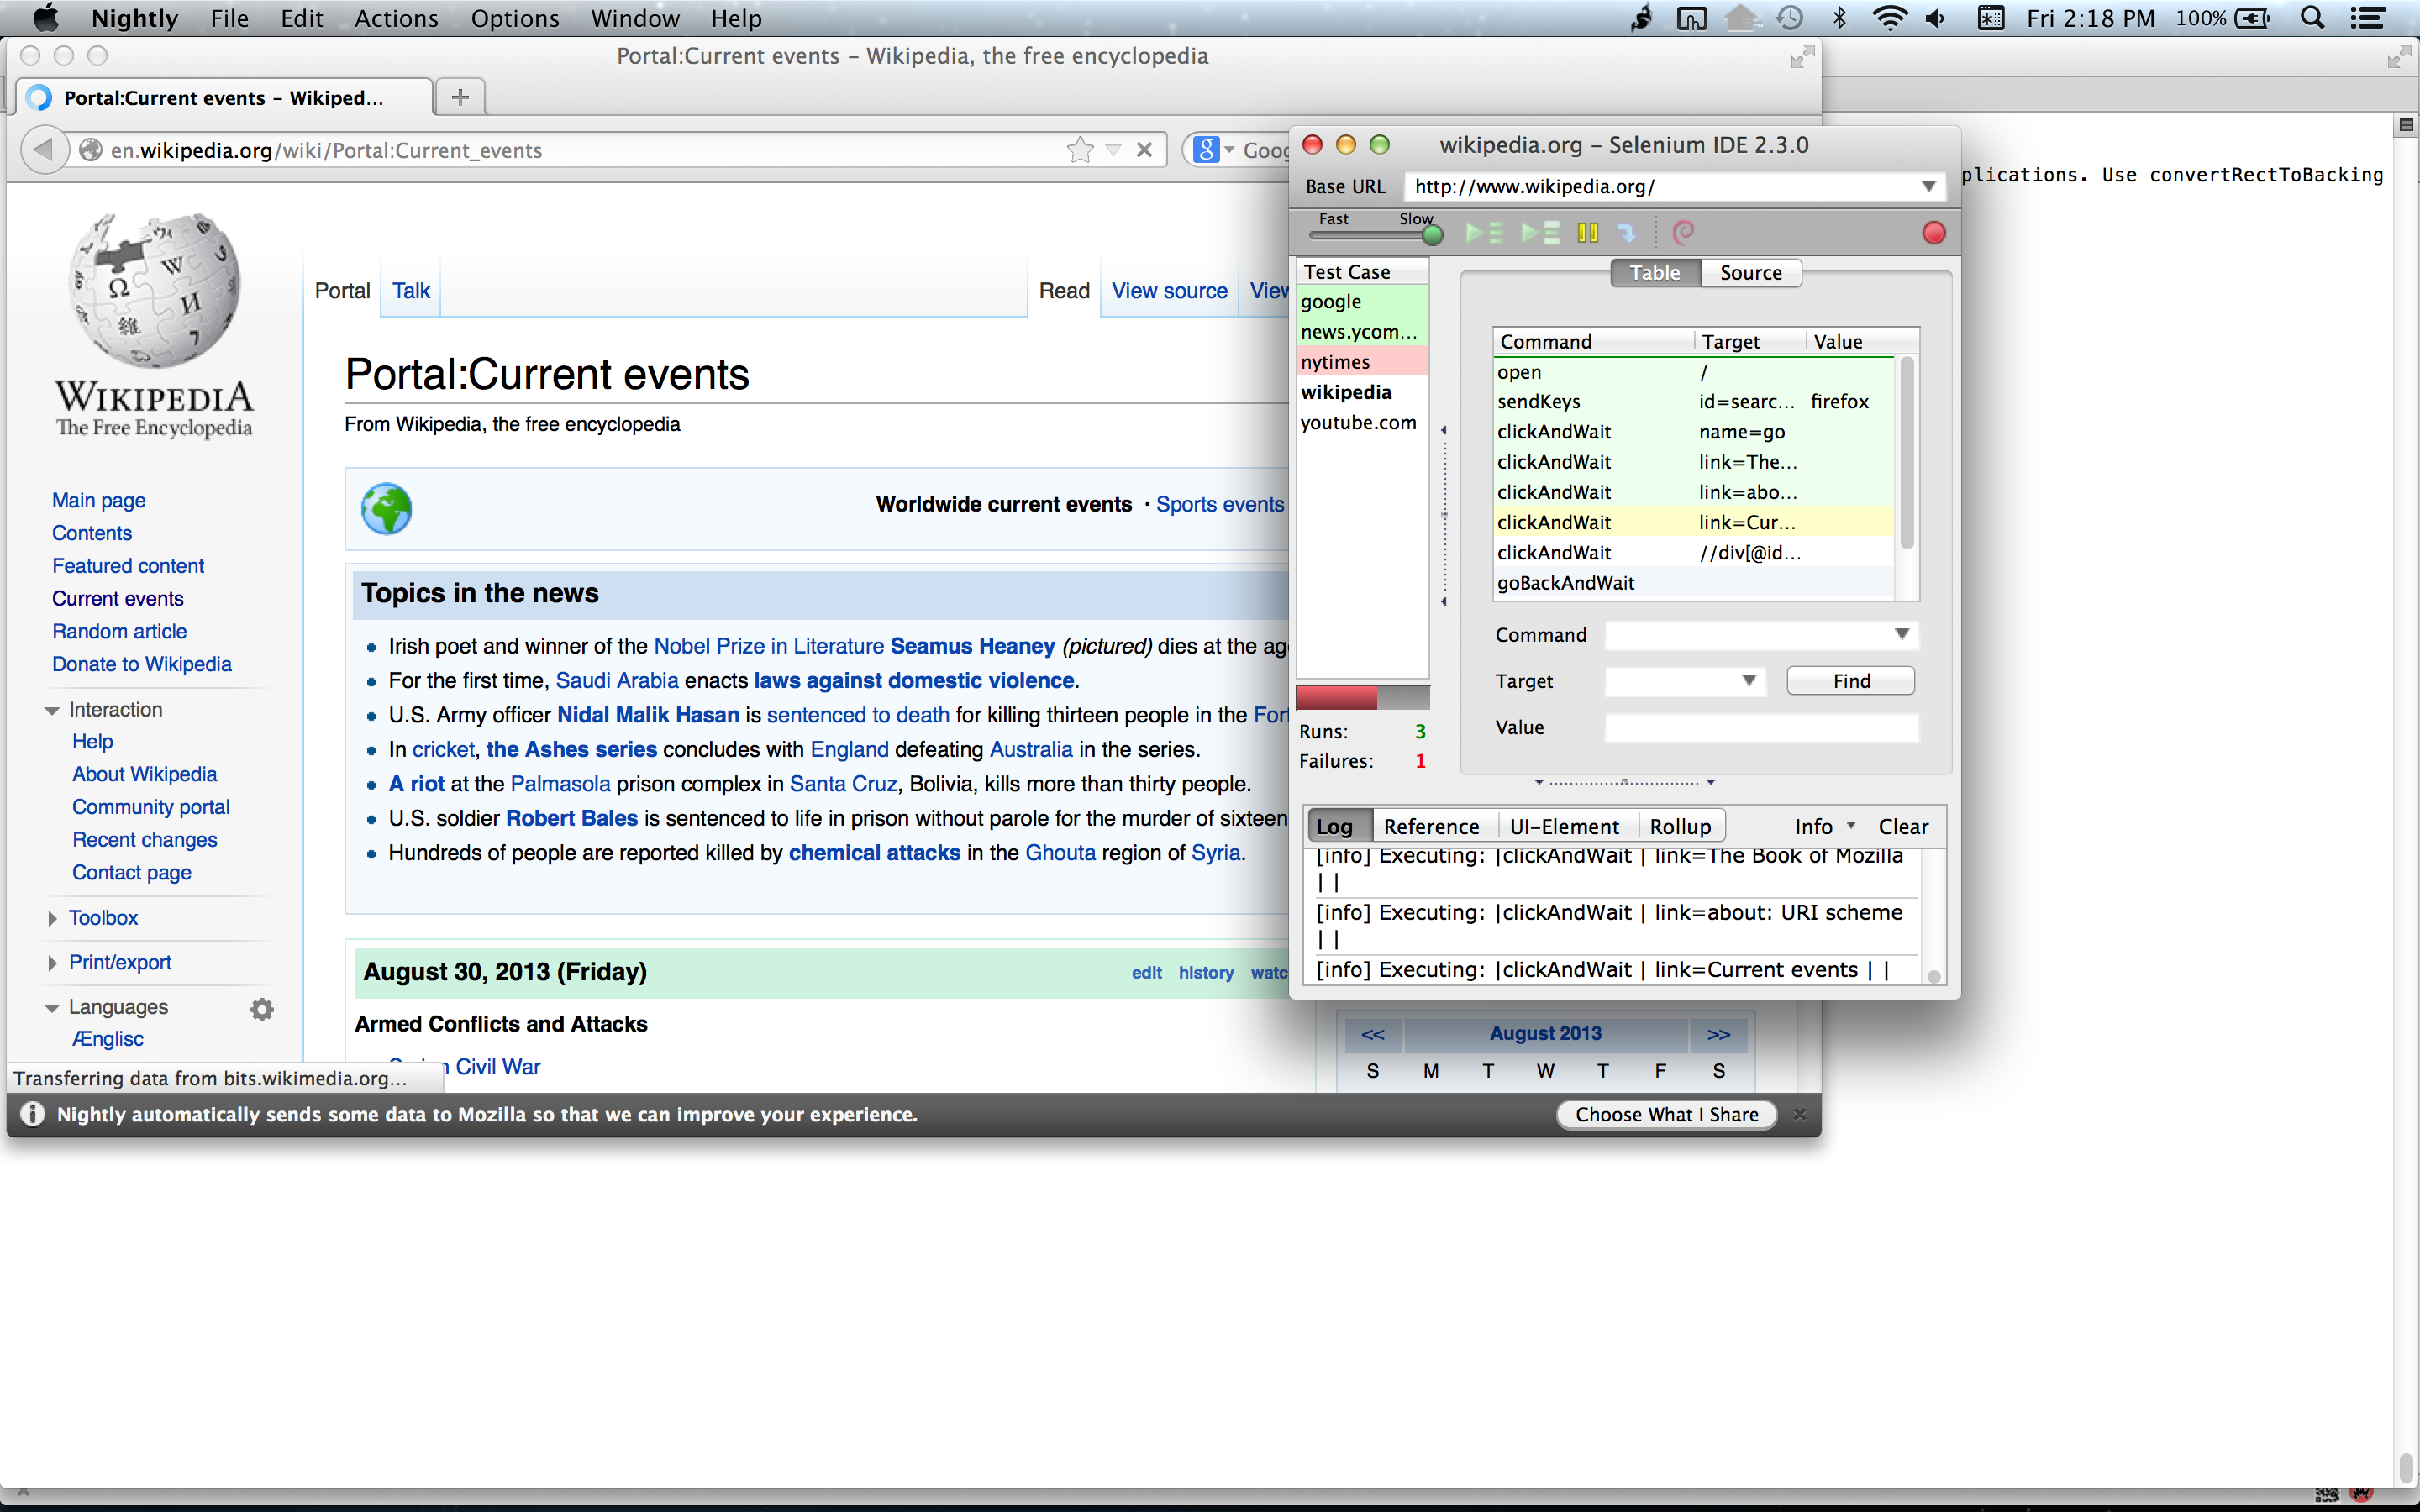 Nightly File Edit Actions Options Window Help
Fri 2:18 PM 100%
Portal:Current events – Wikipedia, the free encyclopedia
Portal:Current events – Wikiped...
en.wikipedia.org/wiki/Portal:Current_events
Goog
WIKIPEDIA
The Free Encyclopedia
Main page
Contents
Featured content
Current events
Random article
Donate to Wikipedia
Interaction
Help
About Wikipedia
Community portal
Recent changes
Contact page
Toolbox
Print/export
Languages
Ænglisc
Portal Talk
Read View source View
Portal:Current events
From Wikipedia, the free encyclopedia
Worldwide current events · Sports events
Topics in the news
Irish poet and winner of the Nobel Prize in Literature Seamus Heaney (pictured) dies at the ag
For the first time, Saudi Arabia enacts laws against domestic violence.
U.S. Army officer Nidal Malik Hasan is sentenced to death for killing thirteen people in the Fort
In cricket, the Ashes series concludes with England defeating Australia in the series.
A riot at the Palmasola prison complex in Santa Cruz, Bolivia, kills more than thirty people.
U.S. soldier Robert Bales is sentenced to life in prison without parole for the murder of sixteen
Hundreds of people are reported killed by chemical attacks in the Ghouta region of Syria.
August 30, 2013 (Friday)
edit history watc
Armed Conflicts and Attacks
Civil War
<< August 2013 >>
S M T W T F S
Transferring data from bits.wikimedia.org...
Nightly automatically sends some data to Mozilla so that we can improve your experience.
Choose What I Share
wikipedia.org – Selenium IDE 2.3.0
Base URL http://www.wikipedia.org/
Fast Slow
Test Case
google
news.ycom...
nytimes
wikipedia
youtube.com
Runs: 3
Failures: 1
Table Source
Command Target Value
open /
sendKeys id=searc... firefox
clickAndWait name=go
clickAndWait link=The...
clickAndWait link=abo...
clickAndWait link=Cur...
clickAndWait //div[@id...
goBackAndWait
Command
Target Find
Value
Log Reference UI-Element Rollup Info Clear
[info] Executing: |clickAndWait | link=The Book of Mozilla
| |
[info] Executing: |clickAndWait | link=about: URI scheme
| |
[info] Executing: |clickAndWait | link=Current events | |
plications. Use convertRectToBacking